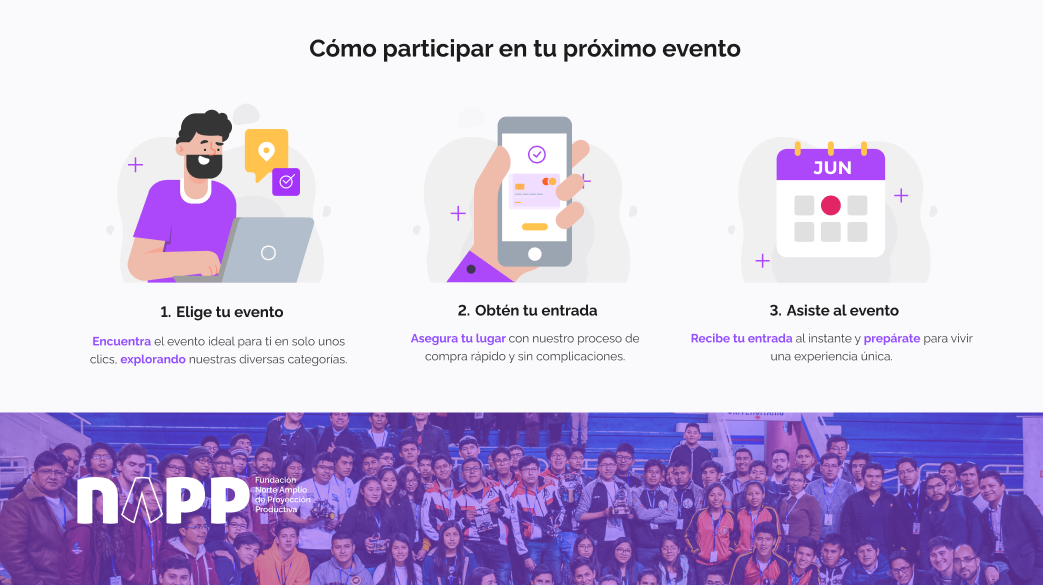 Cómo participar en tu próximo evento
JUN
1. Elige tu evento
Encuentra el evento ideal para ti en solo unos
clics, explorando nuestras diversas categorías.
2. Obtén tu entrada
Asegura tu lugar con nuestro proceso de
compra rápido y sin complicaciones.
3. Asiste al evento
Recibe tu entrada al instante y prepárate para vivir
una experiencia única.
napp
Fundación
Norte Amplio
de Proyección
Productiva